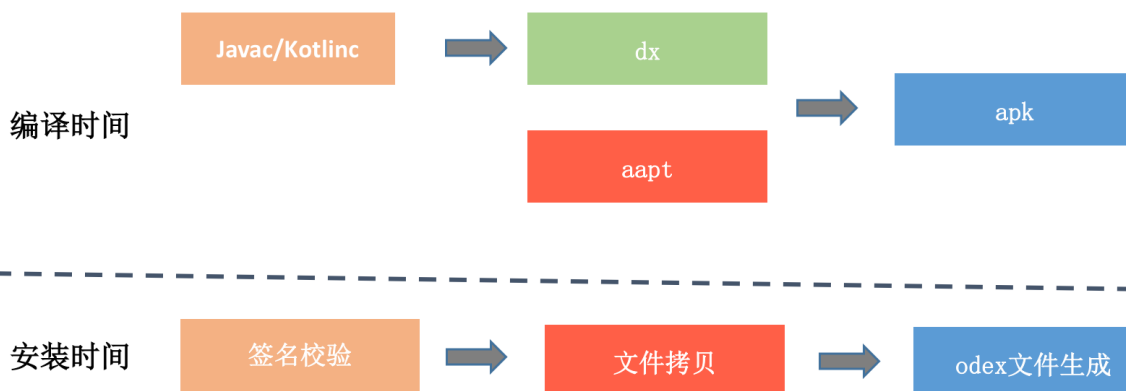 Javac/Kotlinc
dx
编译时间
apk
aapt
安装时间
签名校验
文件拷贝
odex文件生成